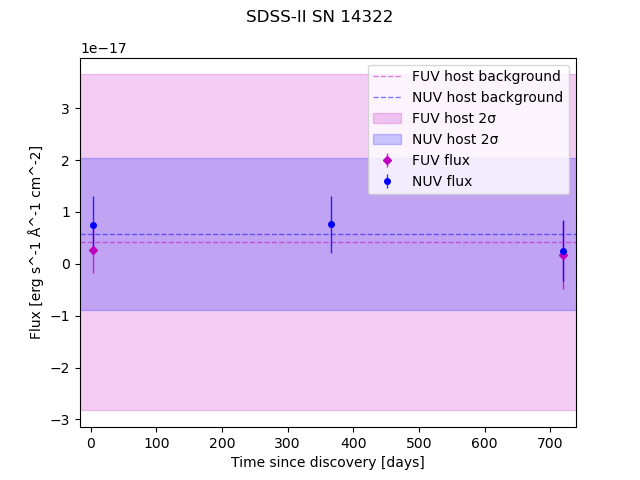 SDSS-II SN 14322
1e−17
FUV host background
NUV host background
FUV host 2σ
NUV host 2σ
FUV flux
NUV flux
3
2
1
0
−1
−2
−3
Flux [erg s^-1 Å^-1 cm^-2]
0 100 200 300 400 500 600 700
Time since discovery [days]